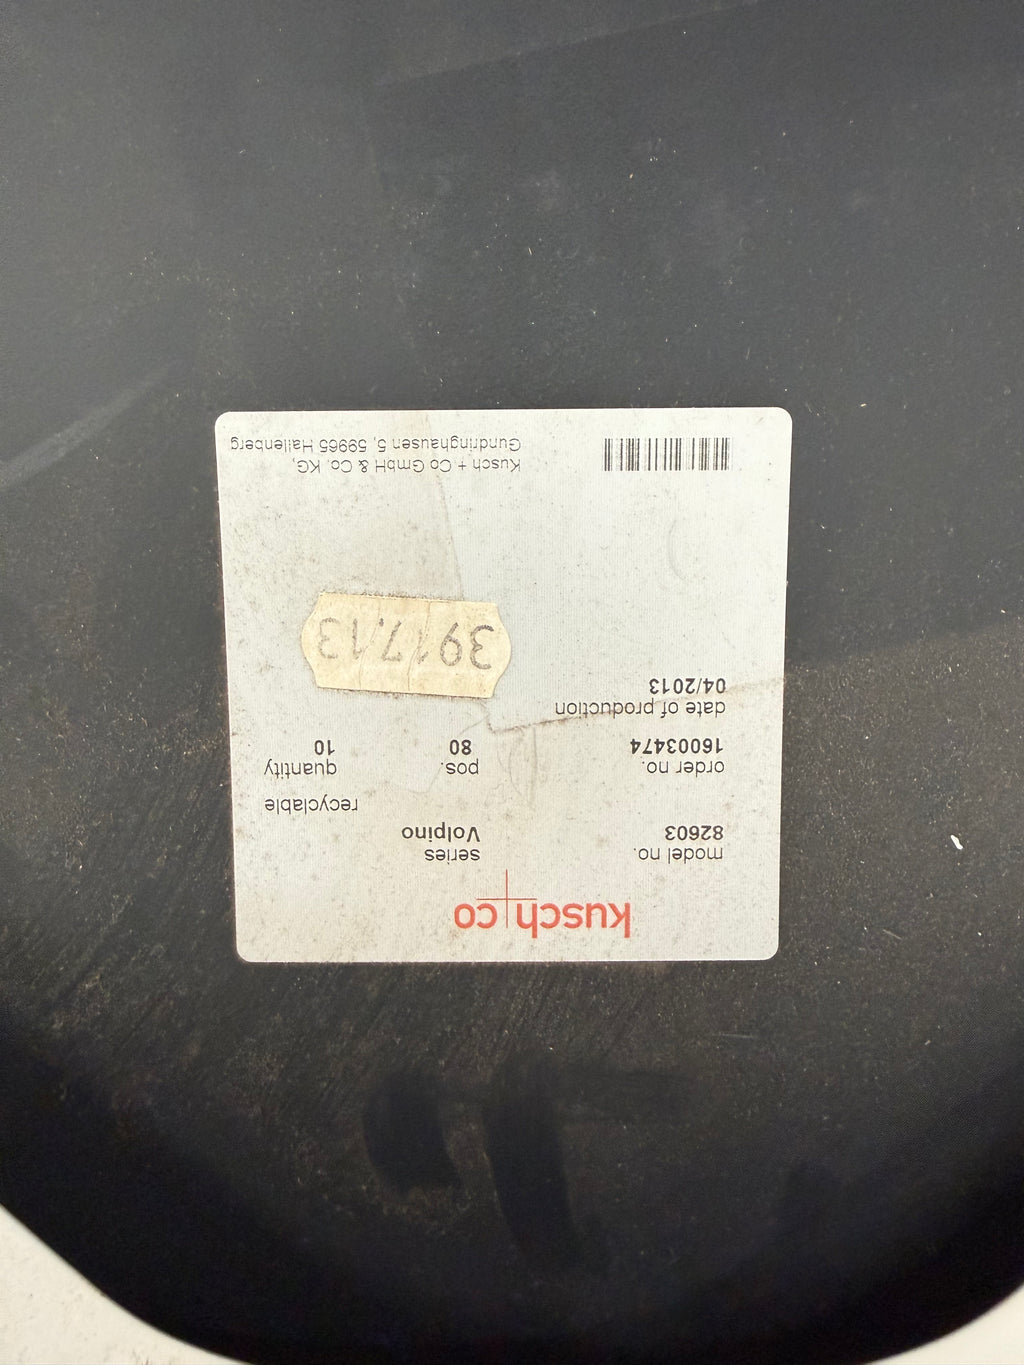 kusch+co
model no. series
82603 Volpino
recyclable
order no. pos. quantity
16003474 80 10
date of production
04/2013
3917.13
Kusch + Co GmbH & Co. KG,
Gundringhausen 5, 59965 Hallenberg